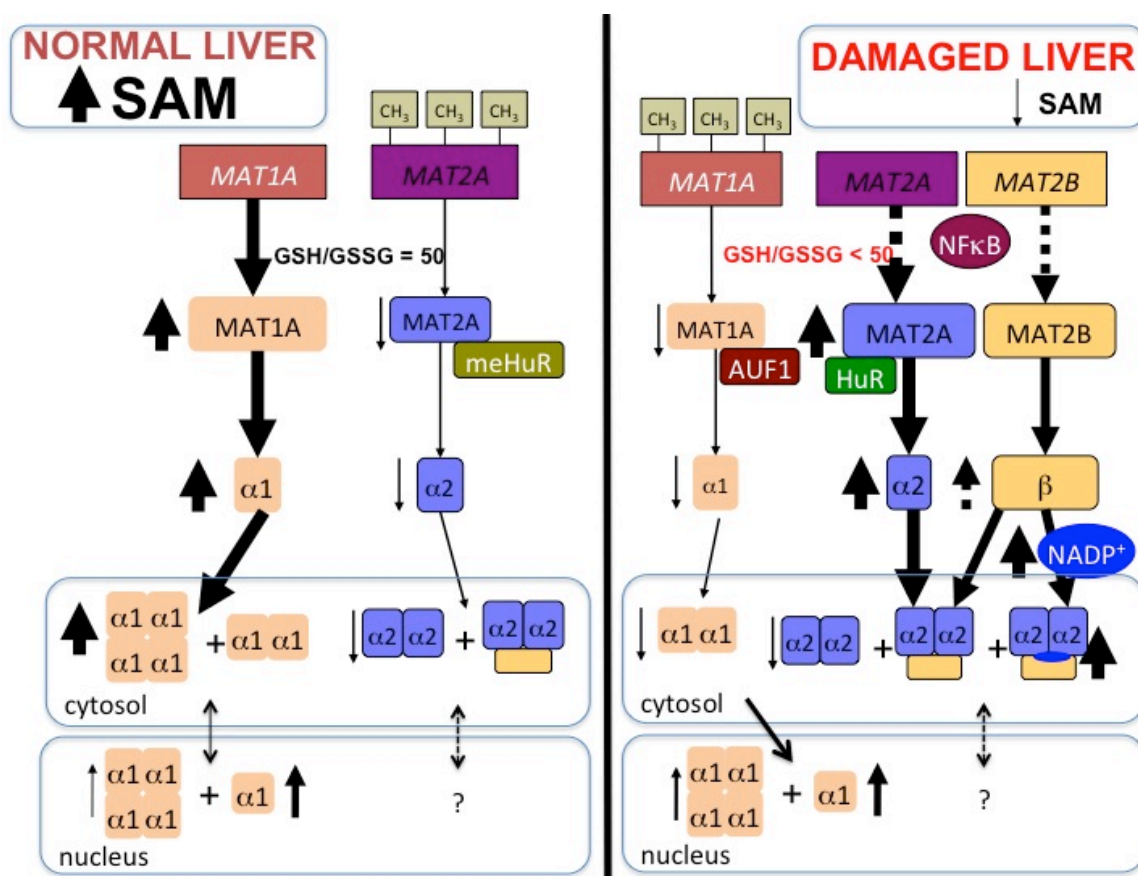 NORMAL LIVER
SAM
CH3 CH3 CH3
MAT1A MAT2A
GSH/GSSG = 50
MAT1A MAT2A
meHuR
α1 α2
α1 α1
α1 α1
+ α1 α1
α2 α2 + α2 α2
cytosol
α1 α1
α1 α1
+ α1
?
nucleus
DAMAGED LIVER
SAM
CH3 CH3 CH3
MAT1A MAT2A MAT2B
NFκB
GSH/GSSG < 50
MAT1A MAT2A MAT2B
AUF1 HuR
α1 α2 β
NADP+
α1 α1 α2 α2 + α2 α2 + α2 α2
cytosol
α1 α1
α1 α1
+ α1
?
nucleus